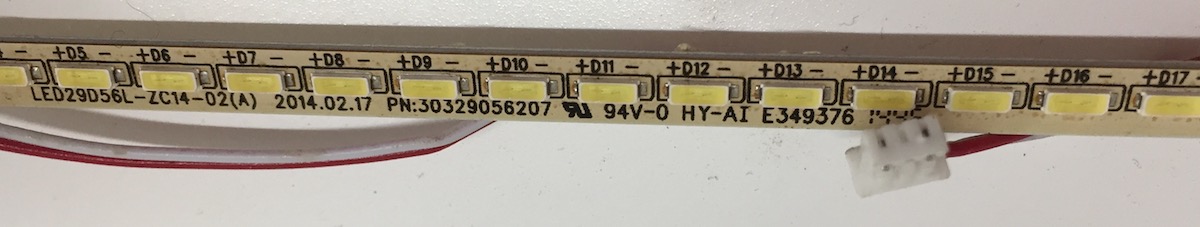 +D5 - +D6 - +D7 - +D8 - +D9 - +D10 - +D11 - +D12 - +D13 - +D14 - +D15 - +D16 - +D17
LED29D56L-ZC14-02(A) 2014.02.17 PN:30329056207 94V-0 HY-AI E349376